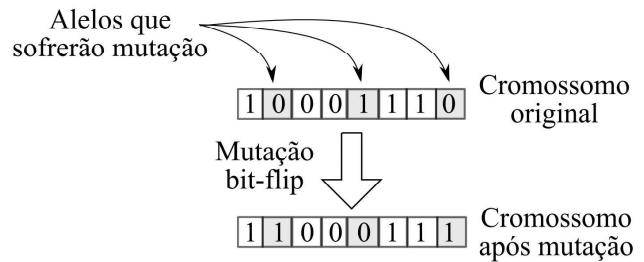 Alelos que
sofrerão mutação
1 0 0 0 1 1 1 0
Cromossomo
original
Mutação
bit-flip
1 1 0 0 0 1 1 1
Cromossomo
após mutação